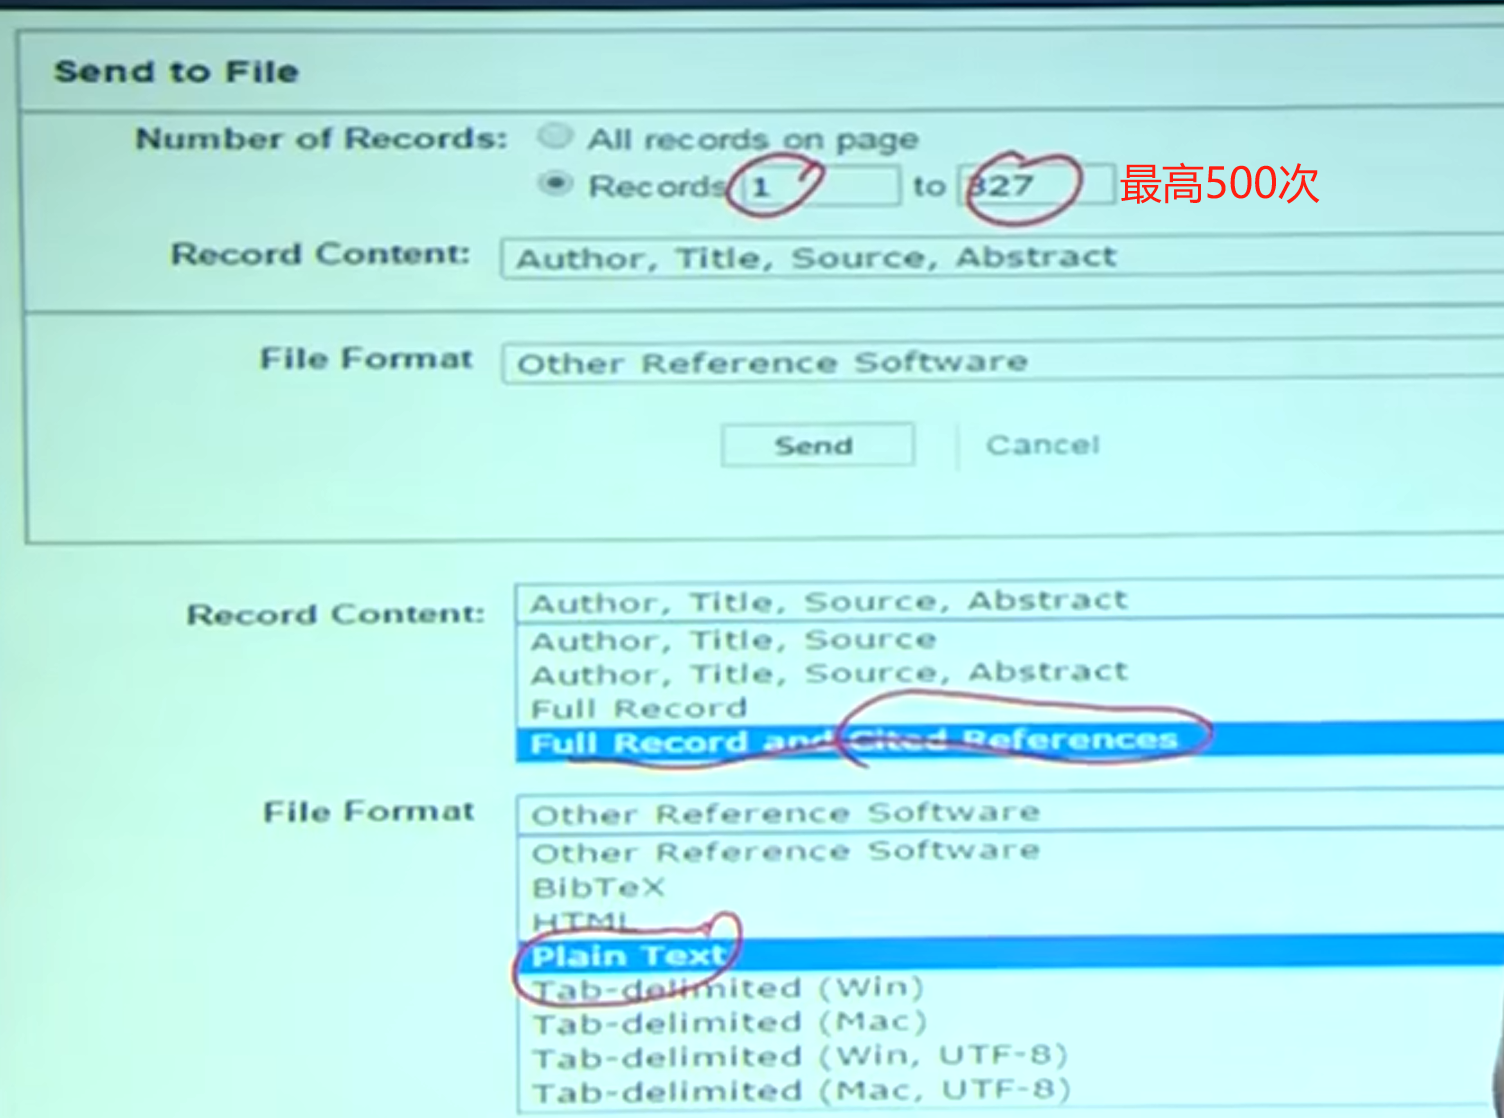 Send to File
Number of Records: All records on page
Records 1 to 327 最高500次
Record Content: Author, Title, Source, Abstract
File Format Other Reference Software
Send Cancel
Record Content: Author, Title, Source, Abstract
Author, Title, Source
Author, Title, Source, Abstract
Full Record
Full Record and Cited References
File Format Other Reference Software
Other Reference Software
BibTeX
HTML
Plain Text
Tab-delimited (Win)
Tab-delimited (Mac)
Tab-delimited (Win, UTF-8)
Tab-delimited (Mac, UTF-8)